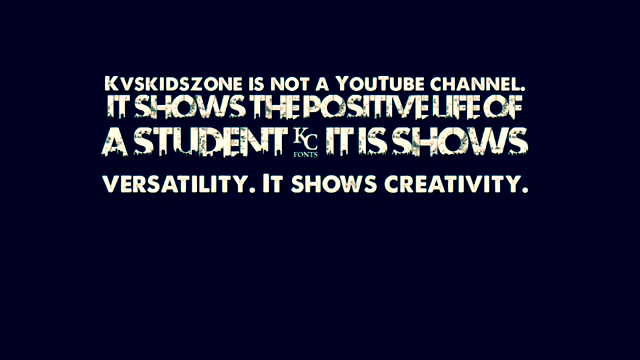 Kvskidszone is not a YouTube channel.
IT SHOWS THE POSITIVE LIFE OF
A STUDENT KC FONTS IT IS SHOWS
versatility. It shows creativity.